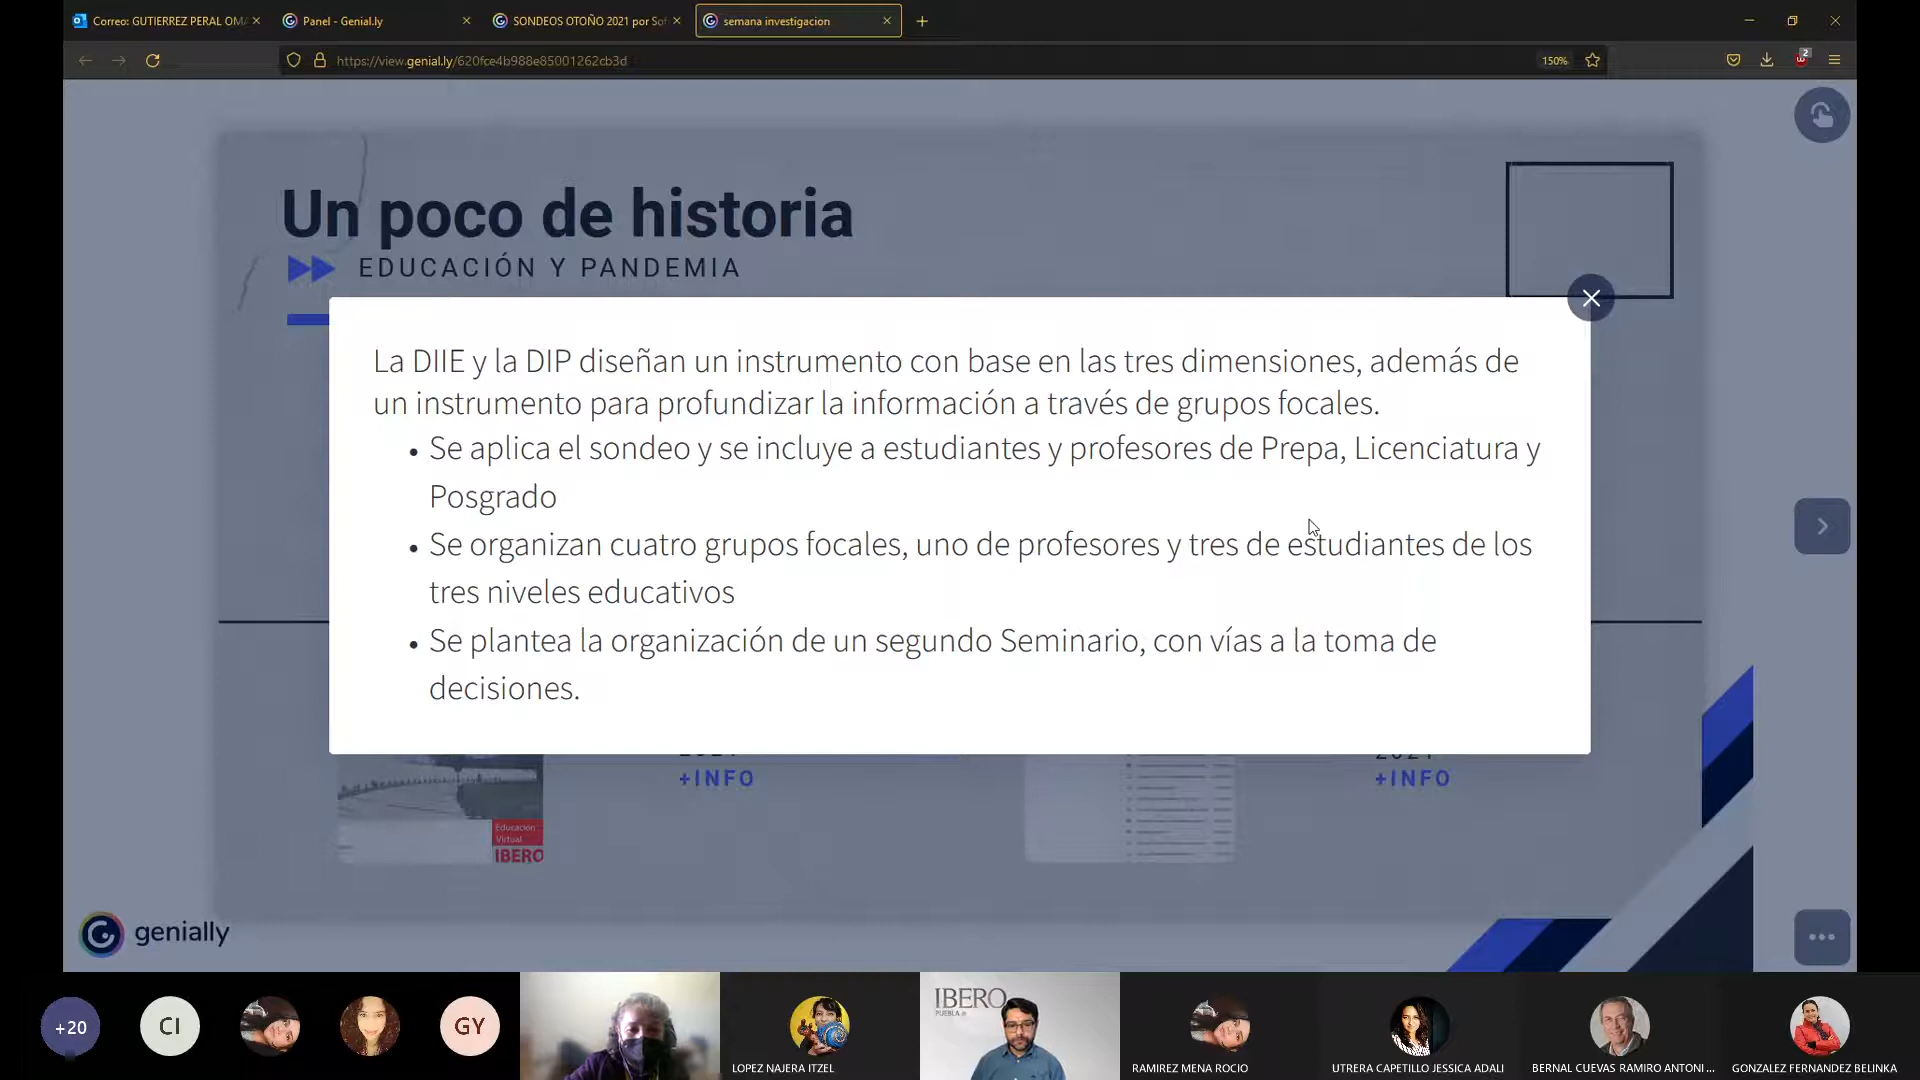 Correo: GUTIERREZ PERAL OMA
Panel - Genial.ly
SONDEOS OTOÑO 2021 por Sof
semana investigacion
https://view.genial.ly/620fce4b988e85001262cb3d
150%
2
Un poco de historia
EDUCACIÓN Y PANDEMIA
La DIIE y la DIP diseñan un instrumento con base en las tres dimensiones, además de
un instrumento para profundizar la información a través de grupos focales.
• Se aplica el sondeo y se incluye a estudiantes y profesores de Prepa, Licenciatura y
Posgrado
• Se organizan cuatro grupos focales, uno de profesores y tres de estudiantes de los
tres niveles educativos
• Se plantea la organización de un segundo Seminario, con vías a la toma de
decisiones.
+INFO
+INFO
Educación
Virtual
IBERO
genially
+20
CI
GY
IBERO
PUEBLA
LOPEZ NAJERA ITZEL
RAMIREZ MENA ROCIO
UTRERA CAPETILLO JESSICA ADALI
BERNAL CUEVAS RAMIRO ANTONI ...
GONZALEZ FERNANDEZ BELINKA